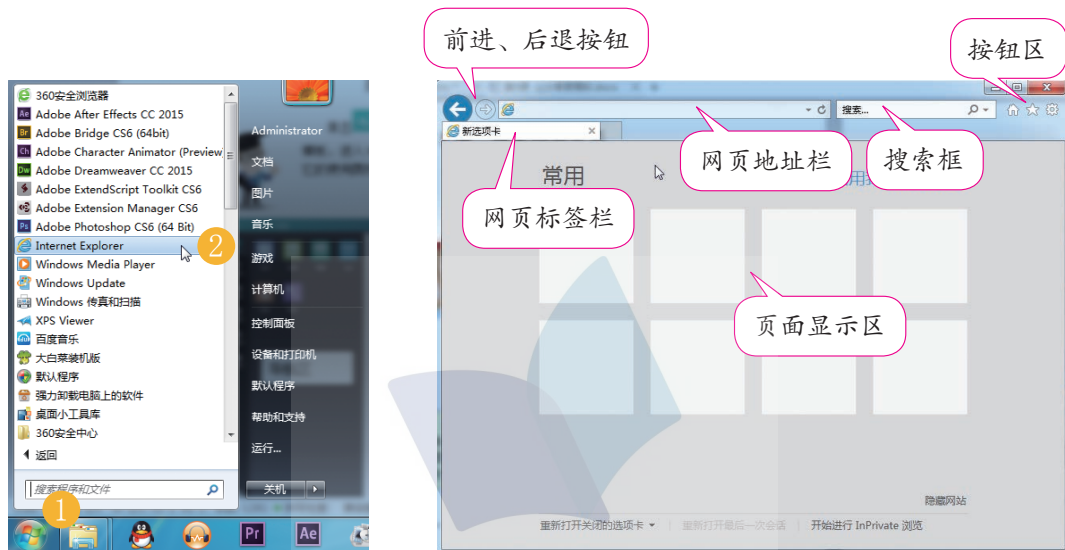 360安全浏览器
Adobe After Effects CC 2015
Adobe Bridge CS6 (64bit)
Adobe Character Animator (Preview)
Adobe Dreamweaver CC 2015
Adobe ExtendScript Toolkit CS6
Adobe Extension Manager CS6
Adobe Photoshop CS6 (64 Bit)
Internet Explorer
2
Windows Media Player
Windows Update
Windows 传真和扫描
XPS Viewer
百度音乐
大白菜装机版
默认程序
强力卸载电脑上的软件
桌面小工具库
360安全中心
返回
搜索程序和文件
1
Administrator
文档
图片
音乐
游戏
计算机
控制面板
设备和打印机
默认程序
帮助和支持
运行...
关机
Pr
Ae
前进、后退按钮
按钮区
搜索...
新选项卡
网页地址栏
搜索框
常用
网页标签栏
页面显示区
隐藏网站
重新打开关闭的选项卡
重新打开最后一次会话
开始进行 InPrivate 浏览